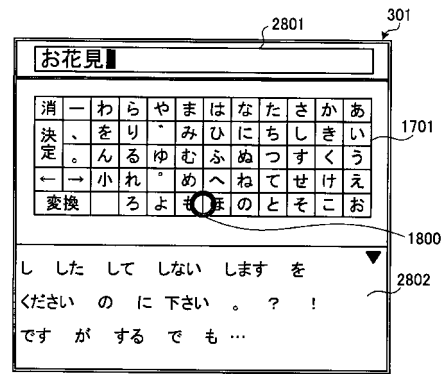 301
2801
お花見
消 ー わ ら や ま は な た さ か あ
決定 、 を り ゛ み ひ に ち し き い
。 ん る ゆ む ふ ぬ つ す く う
← → 小 れ ゜ め へ ね て せ け え
変換 ろ よ も ほ の と そ こ お
1701
1800
し した して しない します を
ください の に 下さい 。 ? !
です が する で も …
2802